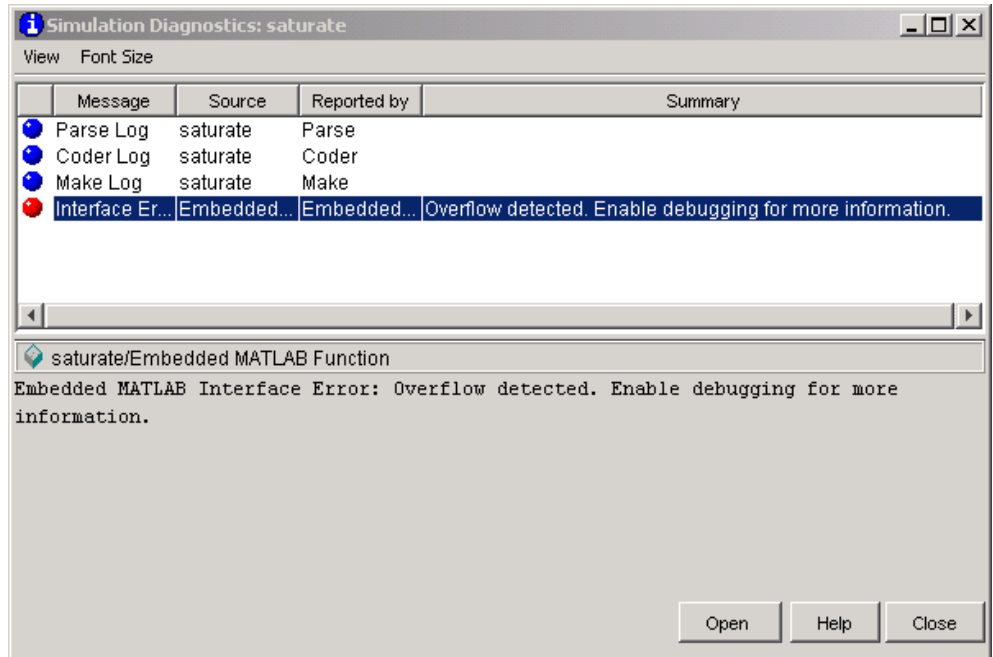 Simulation Diagnostics: saturate
View Font Size
Message Source Reported by Summary
Parse Log saturate Parse
Coder Log saturate Coder
Make Log saturate Make
Interface Er... Embedded... Embedded... Overflow detected. Enable debugging for more information.
saturate/Embedded MATLAB Function
Embedded MATLAB Interface Error: Overflow detected. Enable debugging for more
information.
Open Help Close